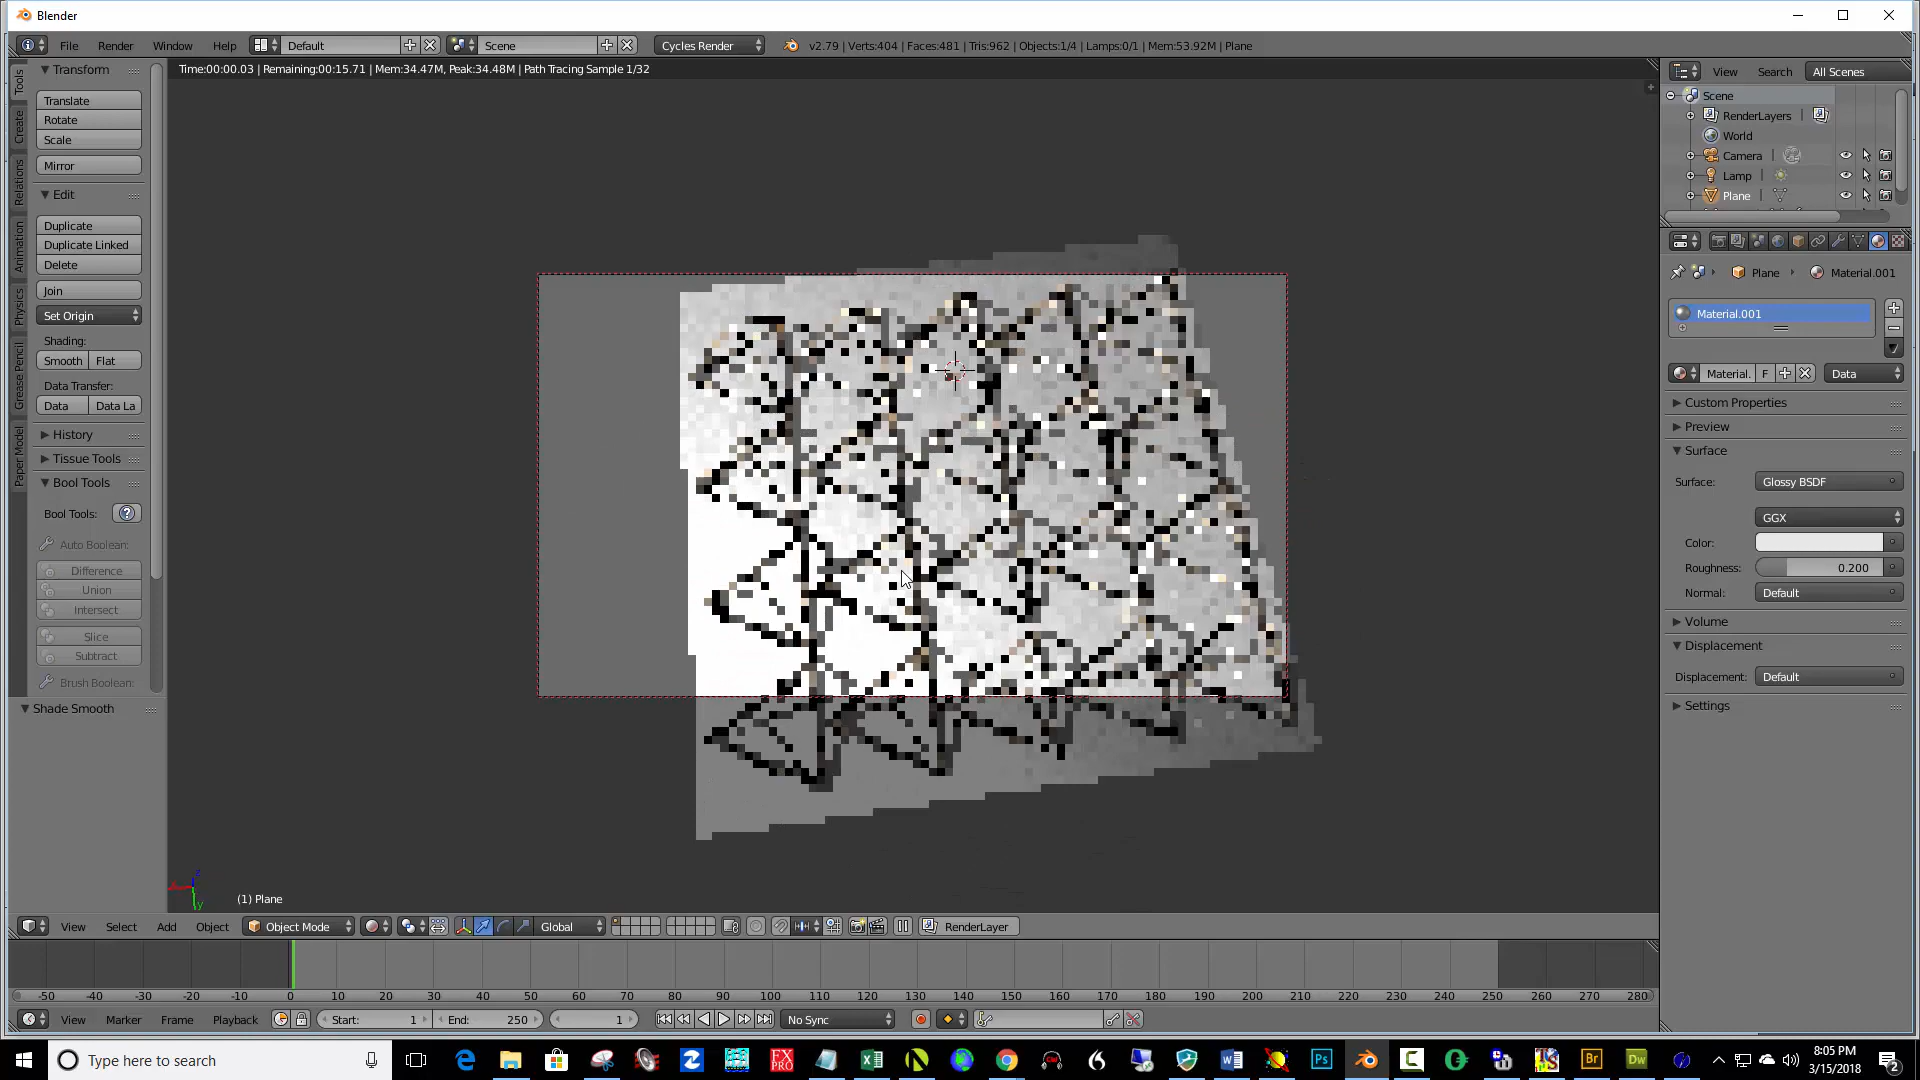 Blender
File Render Window Help Default Scene Cycles Render v2.79 | Verts:404 | Faces:481 | Tris:962 | Objects:1/4 | Lamps:0/1 | Mem:53.92M | Plane
Time:00:00.03 | Remaining:00:15.71 | Mem:34.47M, Peak:34.48M | Path Tracing Sample 1/32
Tools
Create
Relations
Animation
Physics
Grease Pencil
Paper Model
Transform
Translate
Rotate
Scale
Mirror
Edit
Duplicate
Duplicate Linked
Delete
Join
Set Origin
Shading:
Smooth Flat
Data Transfer:
Data Data La
History
Tissue Tools
Bool Tools
Bool Tools: ?
Auto Boolean:
Difference
Union
Intersect
Slice
Subtract
Brush Boolean:
Shade Smooth
z
y
(1) Plane
View Select Add Object Object Mode Global RenderLayer
-50 -40 -30 -20 -10 0 10 20 30 40 50 60 70 80 90 100 110 120 130 140 150 160 170 180 190 200 210 220 230 240 250 260 270 280
View Marker Frame Playback Start: 1 End: 250 1 No Sync
View Search All Scenes
Scene
RenderLayers |
World
Camera |
Lamp |
Plane |
Plane Material.001
Material.001
Material. F Data
Custom Properties
Preview
Surface
Surface: Glossy BSDF
GGX
Color:
Roughness: 0.200
Normal: Default
Volume
Displacement
Displacement: Default
Settings
Type here to search
FX
PRO
Ps
Br
Dw
8:05 PM
3/15/2018
2